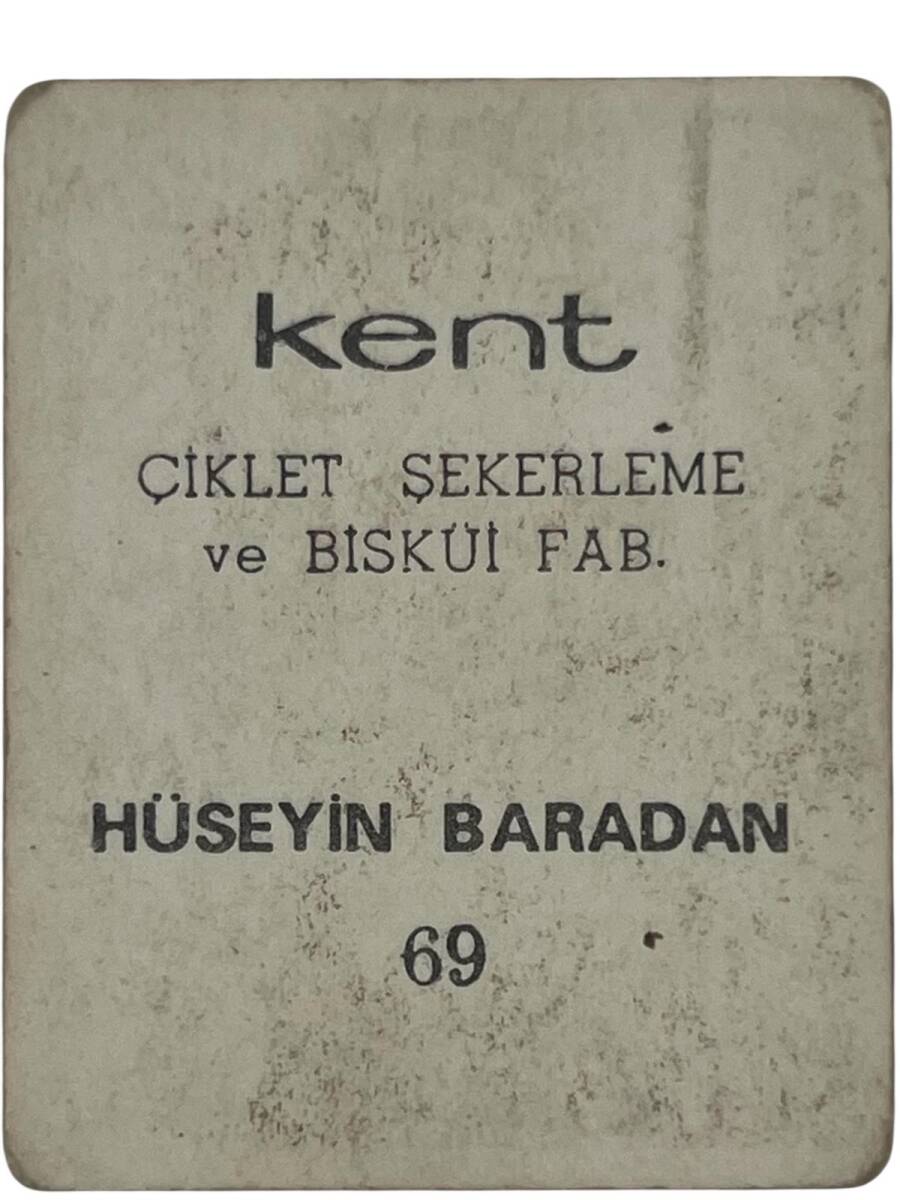 kent
ÇİKLET ŞEKERLEME
ve BİSKÜİ FAB.
HÜSEYİN BARADAN
69